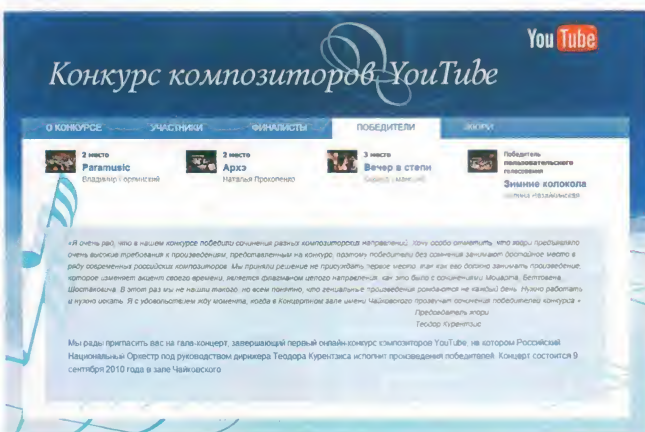 You Tube
Конкурс композиторов YouTube
О КОНКУРСЕ УЧАСТНИКИ ФИНАЛИСТЫ ПОБЕДИТЕЛИ ЖЮРИ
2 место
Paramusic
Владимир Горлинский
2 место
Архэ
Наталья Прокопенко
3 место
Вечер в степи
Победитель
пользовательского
голосования
Зимние колокола
«Я очень рад, что в нашем конкурсе победили сочинения разных композиторских направлений. Хочу особо отметить, что жюри предъявляло
очень высокие требования к произведениям, представленным на конкурс, поэтому победители без сомнения занимают достойное место в
ряду современных российских композиторов. Мы приняли решение не присуждать первое место, так как его должно занимать произведение,
которое изменяет акцент своего времени, является флагманом целого направления, как это было с сочинениями Моцарта, Бетховена,
Шостаковича. В этот раз мы не нашли такого, но всем понятно, что гениальные произведения рождаются не каждый день. Нужно работать
и нужно искать. Я с удовольствием жду момента, когда в Концертном зале имени Чайковского прозвучат сочинения победителей конкурса.»
Председатель жюри
Теодор Курентзис
Мы рады пригласить вас на гала-концерт, завершающий первый онлайн-конкурс композиторов YouTube, на котором Российский
Национальный Оркестр под руководством дирижера Теодора Курентзиса исполнит произведения победителей. Концерт состоится 9
сентября 2010 года в зале Чайковского